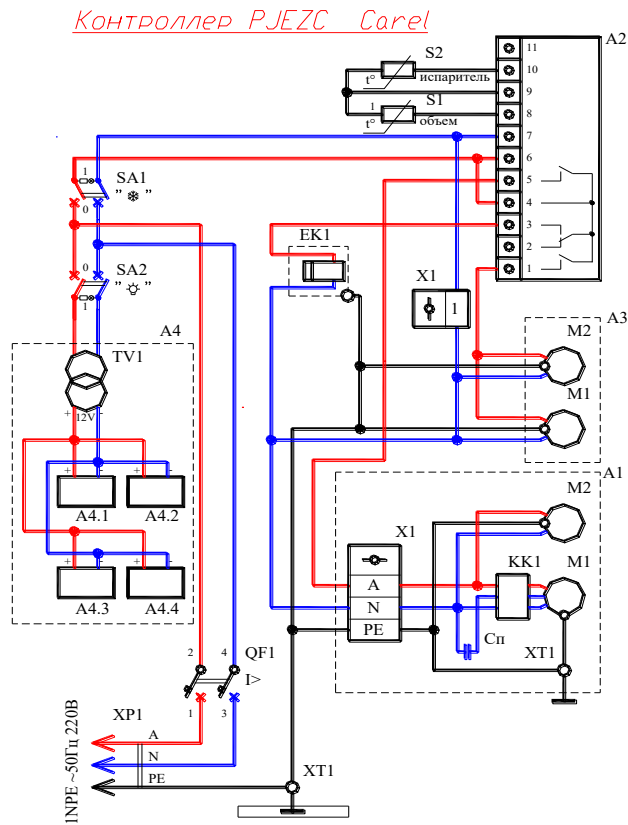 Контроллер PJEZC Carel
A2
S2
11
t° испаритель
10
9
S1
1
8
t° объем
7
6
1
SA1
5
" ❄ "
0
4
EK1
3
X1
2
0
SA2
1
1
" "
1
A4
A3
TV1
M2
12V
+ -
M1
+ - + -
A4.1 A4.2
A1
M2
+ - + -
X1
KK1 M1
A4.3 A4.4
A
N
Cп
PE
XT1
2 4 QF1
I>
XP1
1 3
A
N
PE
XT1
1NPE ~50Гц 220В